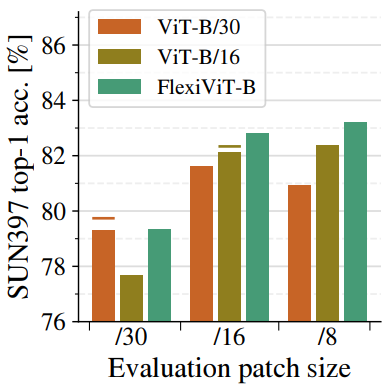 SUN397 top-1 acc. [%]
86
84
82
80
78
76
ViT-B/30
ViT-B/16
FlexiViT-B
/30 /16 /8
Evaluation patch size